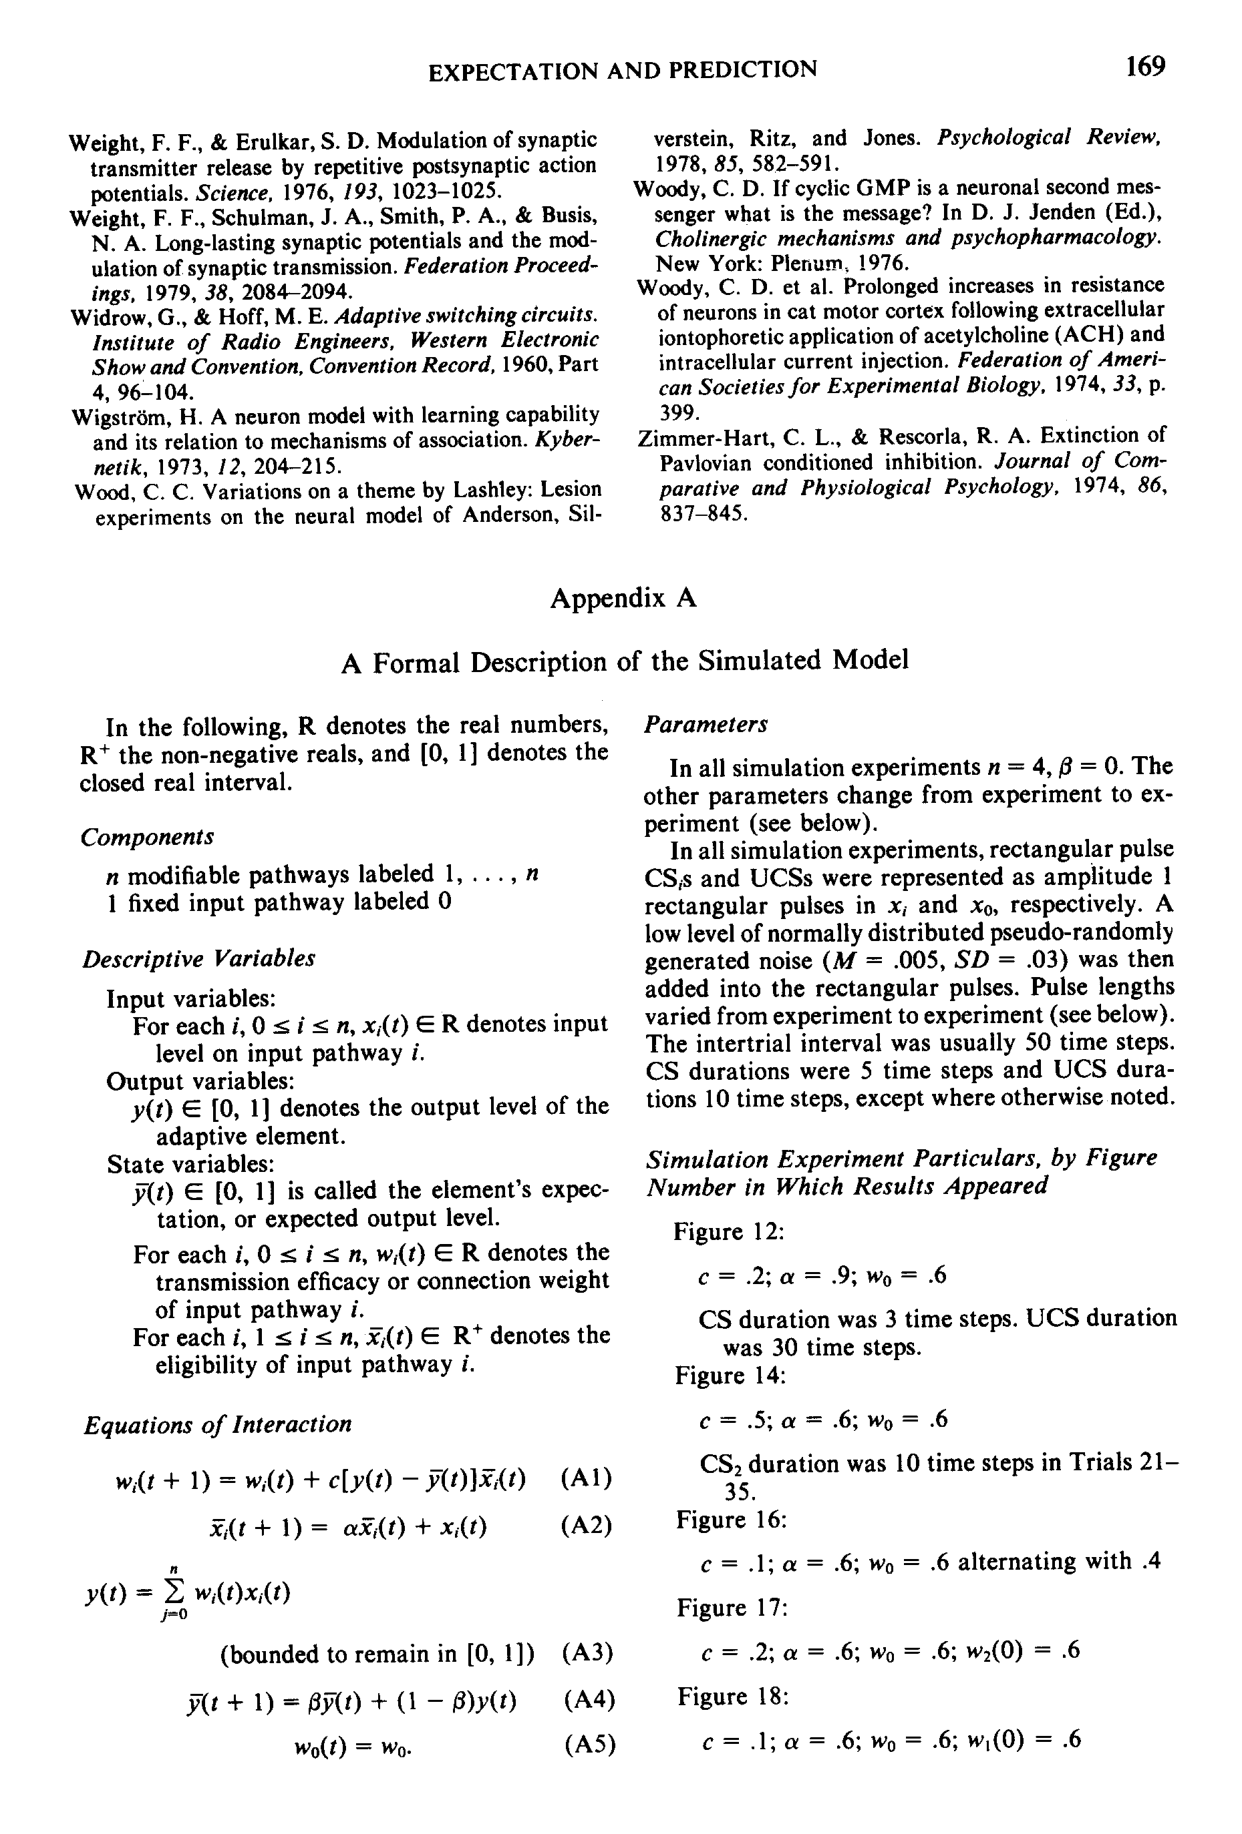 EXPECTATION AND PREDICTION
169
Weight, F. F., & Erulkar, S. D. Modulation of synaptic
transmitter release by repetitive postsynaptic action
potentials. Science, 1976, 193, 1023–1025.
Weight, F. F., Schulman, J. A., Smith, P. A., & Busis,
N. A. Long-lasting synaptic potentials and the mod-
ulation of synaptic transmission. Federation Proceed-
ings, 1979, 38, 2084–2094.
Widrow, G., & Hoff, M. E. Adaptive switching circuits.
Institute of Radio Engineers, Western Electronic
Show and Convention, Convention Record, 1960, Part
4, 96–104.
Wigström, H. A neuron model with learning capability
and its relation to mechanisms of association. Kyber-
netik, 1973, 12, 204–215.
Wood, C. C. Variations on a theme by Lashley: Lesion
experiments on the neural model of Anderson, Sil-
verstein, Ritz, and Jones. Psychological Review,
1978, 85, 582–591.
Woody, C. D. If cyclic GMP is a neuronal second mes-
senger what is the message? In D. J. Jenden (Ed.),
Cholinergic mechanisms and psychopharmacology.
New York: Plenum, 1976.
Woody, C. D. et al. Prolonged increases in resistance
of neurons in cat motor cortex following extracellular
iontophoretic application of acetylcholine (ACH) and
intracellular current injection. Federation of Ameri-
can Societies for Experimental Biology, 1974, 33, p.
399.
Zimmer-Hart, C. L., & Rescorla, R. A. Extinction of
Pavlovian conditioned inhibition. Journal of Com-
parative and Physiological Psychology, 1974, 86,
837–845.
Appendix A
A Formal Description of the Simulated Model
In the following, R denotes the real numbers,
R⁺ the non-negative reals, and [0, 1] denotes the
closed real interval.
Components
n modifiable pathways labeled 1, . . . , n
1 fixed input pathway labeled 0
Descriptive Variables
Input variables:
For each i, 0 ≤ i ≤ n, xᵢ(t) ∈ R denotes input
level on input pathway i.
Output variables:
y(t) ∈ [0, 1] denotes the output level of the
adaptive element.
State variables:
ȳ(t) ∈ [0, 1] is called the element's expec-
tation, or expected output level.
For each i, 0 ≤ i ≤ n, wᵢ(t) ∈ R denotes the
transmission efficacy or connection weight
of input pathway i.
For each i, 1 ≤ i ≤ n, x̄ᵢ(t) ∈ R⁺ denotes the
eligibility of input pathway i.
Equations of Interaction
wᵢ(t + 1) = wᵢ(t) + c[y(t) − ȳ(t)]x̄ᵢ(t) (A1)
x̄ᵢ(t + 1) = αx̄ᵢ(t) + xᵢ(t) (A2)
n
y(t) = Σ wᵢ(t)xᵢ(t)
j=0
(bounded to remain in [0, 1]) (A3)
ȳ(t + 1) = βȳ(t) + (1 − β)y(t) (A4)
w₀(t) = w₀. (A5)
Parameters
In all simulation experiments n = 4, β = 0. The
other parameters change from experiment to ex-
periment (see below).
In all simulation experiments, rectangular pulse
CSᵢs and UCSs were represented as amplitude 1
rectangular pulses in xᵢ and x₀, respectively. A
low level of normally distributed pseudo-randomly
generated noise (M = .005, SD = .03) was then
added into the rectangular pulses. Pulse lengths
varied from experiment to experiment (see below).
The intertrial interval was usually 50 time steps.
CS durations were 5 time steps and UCS dura-
tions 10 time steps, except where otherwise noted.
Simulation Experiment Particulars, by Figure
Number in Which Results Appeared
Figure 12:
c = .2; α = .9; w₀ = .6
CS duration was 3 time steps. UCS duration
was 30 time steps.
Figure 14:
c = .5; α = .6; w₀ = .6
CS₂ duration was 10 time steps in Trials 21–
35.
Figure 16:
c = .1; α = .6; w₀ = .6 alternating with .4
Figure 17:
c = .2; α = .6; w₀ = .6; w₂(0) = .6
Figure 18:
c = .1; α = .6; w₀ = .6; w₁(0) = .6